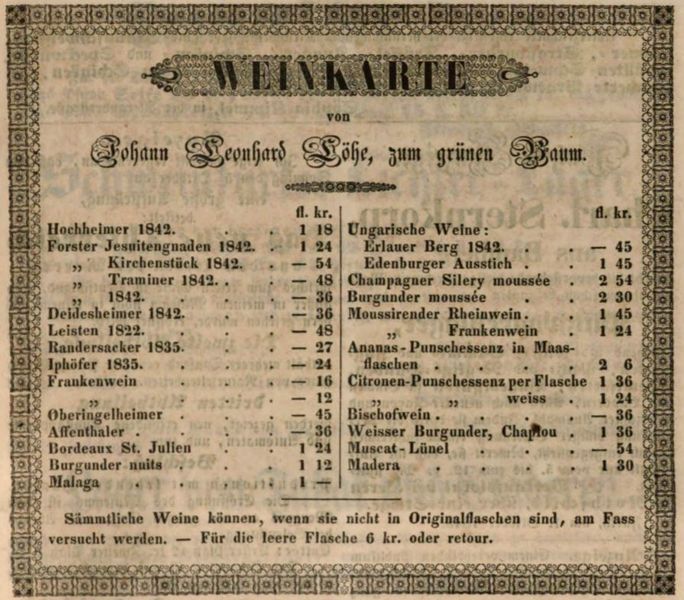 WEINKARTE
von
Johann Leonhard Löhe, zum grünen Baum.
fl. kr.
Hochheimer 1842. . . 1 18
Forster Jesuitengnaden 1842. . 1 24
„ Kirchenstück 1842. . — 54
„ Traminer 1842. . . — 48
„ 1842. . . . — 36
Deidesheimer 1842. . . — 36
Leisten 1822. . . . — 48
Randersacker 1835. . . — 27
Iphöfer 1835. . . . — 24
Frankenwein . . . — 16
„ . . . — 12
Oberingelheimer . . . — 45
Affenthaler . . . . — 36
Bordeaux St. Julien . . 1 24
Burgunder nuits . . . 1 12
Malaga . . . . 1 —
fl. kr.
Ungarische Weine:
Erlauer Berg 1842. . . — 45
Edenburger Ausstich . . 1 45
Champagner Silery moussée . 2 54
Burgunder moussée . . 2 30
Moussirender Rheinwein . . 1 45
„ Frankenwein . 1 24
Ananas-Punschessenz in Maas-
flaschen . . . . 2 6
Citronen-Punschessenz per Flasche 1 36
„ „ weiss . 1 24
Bischofwein . . . . — 36
Weisser Burgunder, . 1 36
Muscat-Lünel . . . — 54
Madera . . . . 1 30
Sämmtliche Weine können, wenn sie nicht in Originalflaschen sind, am Fass
versucht werden. — Für die leere Flasche 6 kr. oder retour.